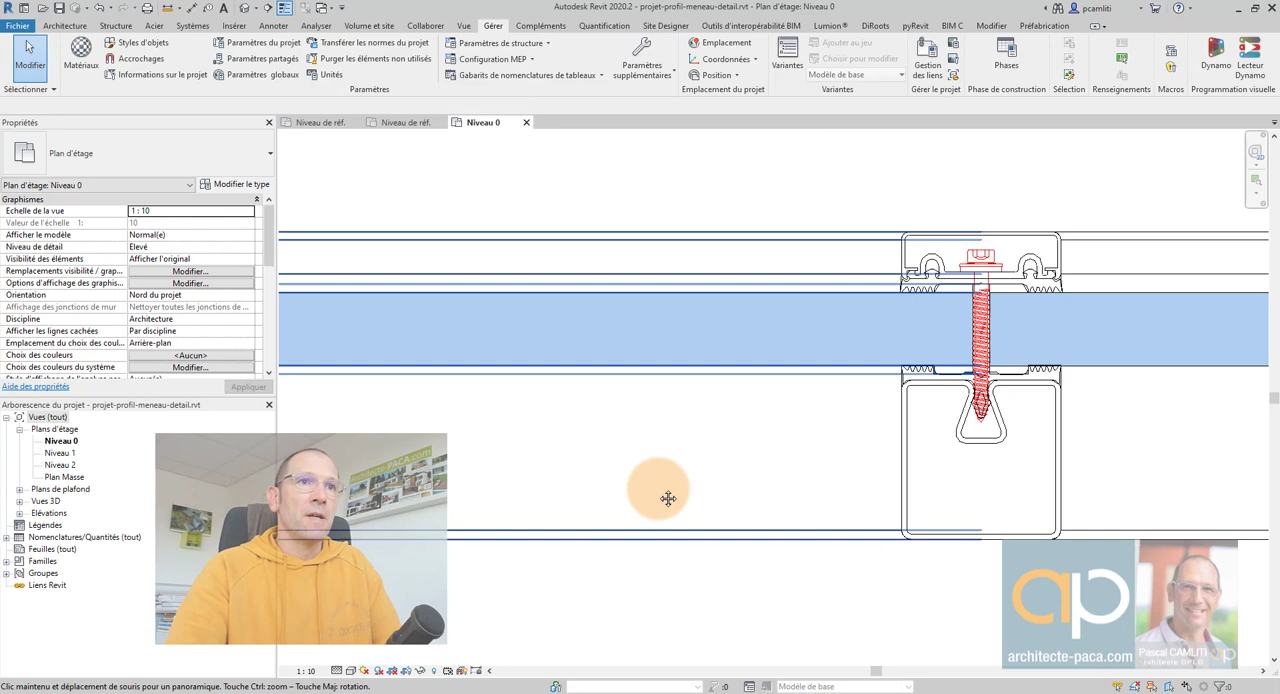 Autodesk Revit 2020.2 - projet-profil-meneau-detail.rvt - Plan d'étage: Niveau 0
pcamliti
Fichier Architecture Structure Acier Systèmes Insérer Annoter Analyser Volume et site Collaborer Vue Gérer Compléments Quantification Site Designer Outils d'interopérabilité BIM Lumion® DiRoots pyRevit BIM C Modifier Préfabrication
Modifier
Sélectionner
Matériaux
Styles d'objets
Accrochages
Informations sur le projet
Paramètres du projet
Paramètres partagés
Paramètres globaux
Transférer les normes du projet
Purger les éléments non utilisés
Unités
Paramètres
Paramètres de structure
Configuration MEP
Gabarits de nomenclatures de tableaux
Paramètres
supplémentaires
Emplacement
Coordonnées
Position
Emplacement du projet
Variantes
Ajouter au jeu
Choisir pour modifier
Modèle de base
Variantes
Gestion
des liens
Gérer le projet
Phases
Phase de construction
Sélection
Renseignements
Macros
Dynamo
Lecteur
Dynamo
Programmation visuelle
Propriétés
Niveau de réf.
Niveau de réf.
Niveau 0
Plan d'étage
Plan d'étage: Niveau 0
Modifier le type
Graphismes
Echelle de la vue 1 : 10
Valeur de l'échelle 1: 10
Afficher le modèle Normal(e)
Niveau de détail Elevé
Visibilité des éléments Afficher l'original
Remplacements visibilité / grap... Modifier...
Options d'affichage des graphis... Modifier...
Orientation Nord du projet
Affichage des jonctions de mur Nettoyer toutes les jonctions de ...
Discipline Architecture
Afficher les lignes cachées Par discipline
Emplacement du choix des coul... Arrière-plan
Choix des couleurs <Aucun>
Choix des couleurs du système Modifier...
Aide des propriétés
Appliquer
Arborescence du projet - projet-profil-meneau-detail.rvt
Vues (tout)
Plans d'étage
Niveau 0
Niveau 1
Niveau 2
Plan Masse
Plans de plafond
Vues 3D
Elévations
Légendes
Nomenclatures/Quantités (tout)
Feuilles (tout)
Familles
Groupes
Liens Revit
architecte-PACA.com
ap
architecte-paca.com
Pascal CAMLITI
architecte DPLG
1 : 10
Clic maintenu et déplacement de souris pour un panoramique. Touche Ctrl: zoom – Touche Maj: rotation.
:0
Modèle de base
:0